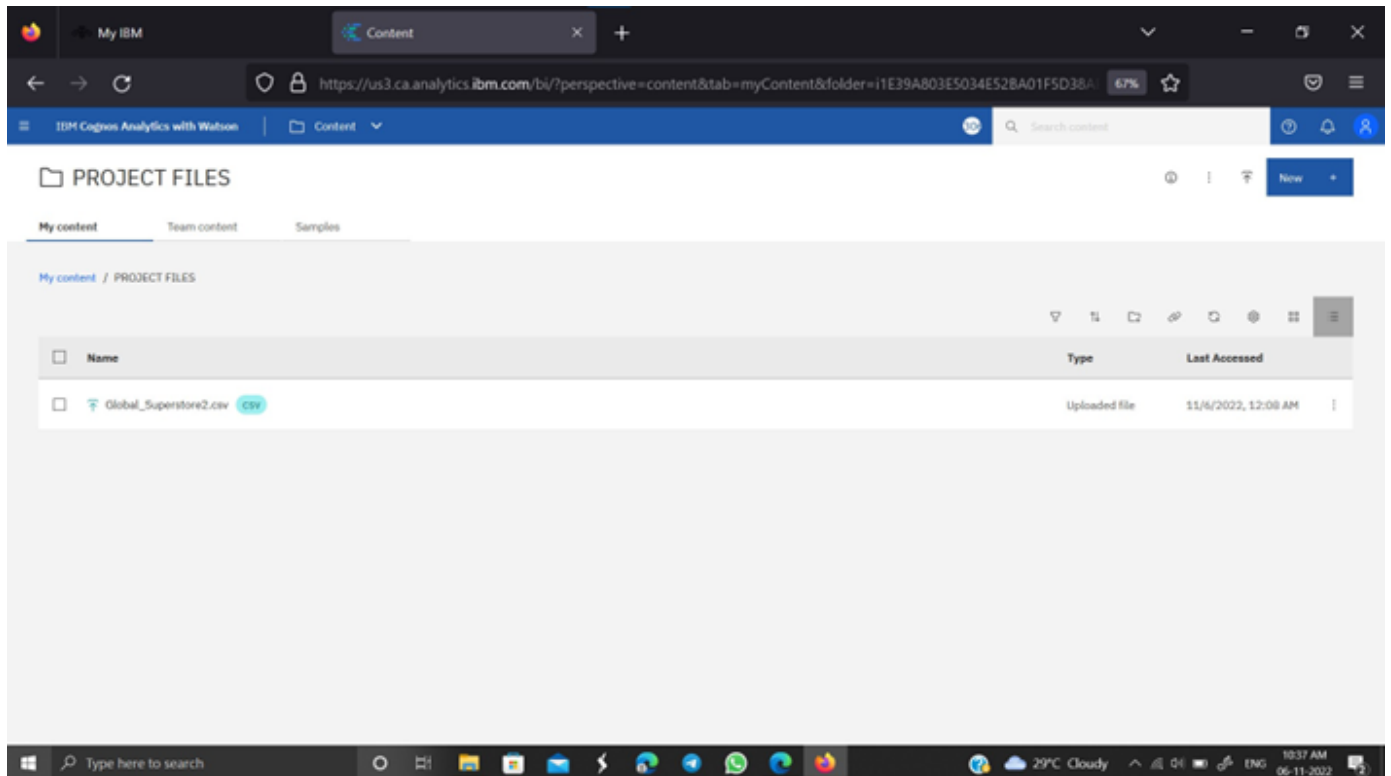 My IBM
Content
https://us3.ca.analytics.ibm.com/bi/?perspective=content&tab=myContent&folder=i1E39A803E5034E52BA01F5D38A
67%
IBM Cognos Analytics with Watson
Content
Search content
PROJECT FILES
New +
My content Team content Samples
My content / PROJECT FILES
Name Type Last Accessed
Global_Superstore2.csv CSV Uploaded file 11/6/2022, 12:08 AM
Type here to search
29°C Cloudy
ENG
10:37 AM
06-11-2022